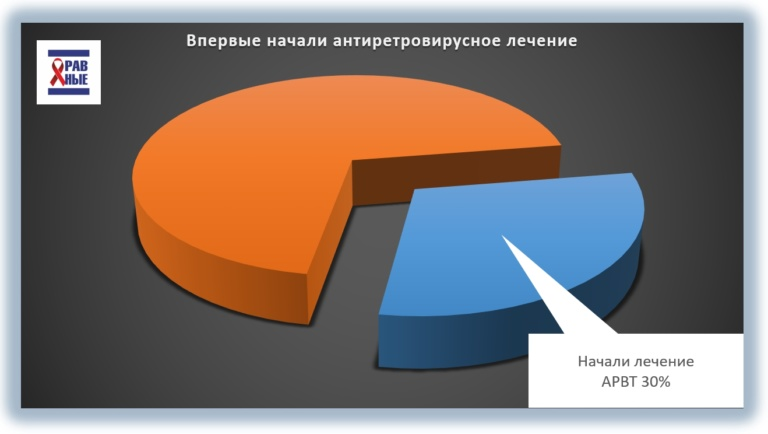 Впервые начали антиретровирусное лечение
РАВ
НЫЕ
Начали лечение
АРВТ 30%